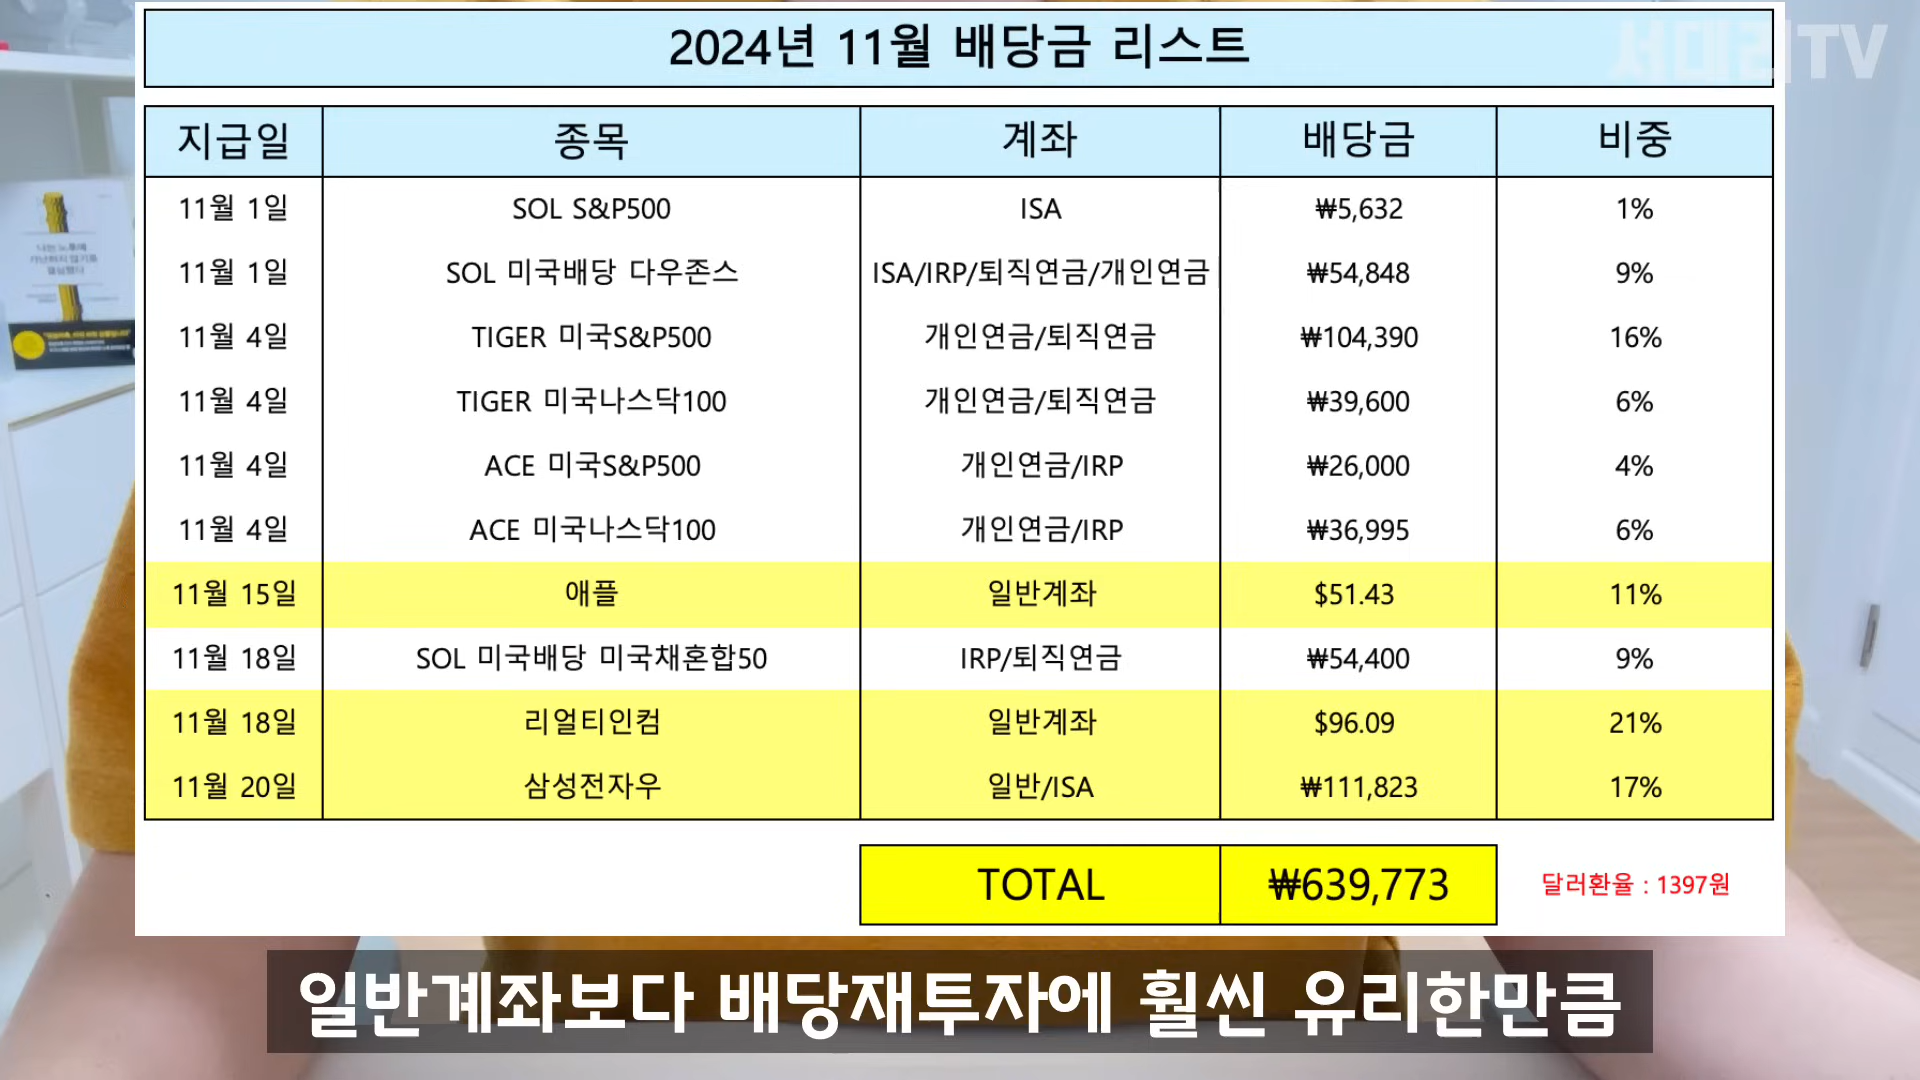 2024년 11월 배당금 리스트
서대리TV
지급일 종목 계좌 배당금 비중
11월 1일 SOL S&P500 ISA ₩5,632 1%
11월 1일 SOL 미국배당 다우존스 ISA/IRP/퇴직연금/개인연금 ₩54,848 9%
11월 4일 TIGER 미국S&P500 개인연금/퇴직연금 ₩104,390 16%
11월 4일 TIGER 미국나스닥100 개인연금/퇴직연금 ₩39,600 6%
11월 4일 ACE 미국S&P500 개인연금/IRP ₩26,000 4%
11월 4일 ACE 미국나스닥100 개인연금/IRP ₩36,995 6%
11월 15일 애플 일반계좌 $51.43 11%
11월 18일 SOL 미국배당 미국채혼합50 IRP/퇴직연금 ₩54,400 9%
11월 18일 리얼티인컴 일반계좌 $96.09 21%
11월 20일 삼성전자우 일반/ISA ₩111,823 17%
TOTAL ₩639,773 달러환율 : 1397원
일반계좌보다 배당재투자에 훨씬 유리한만큼